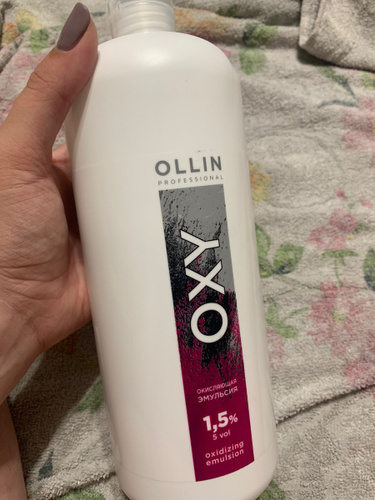 OLLIN
PROFESSIONAL
OXY
ОКИСЛЯЮЩАЯ
ЭМУЛЬСИЯ
1,5%
5 vol
oxidizing
emulsion